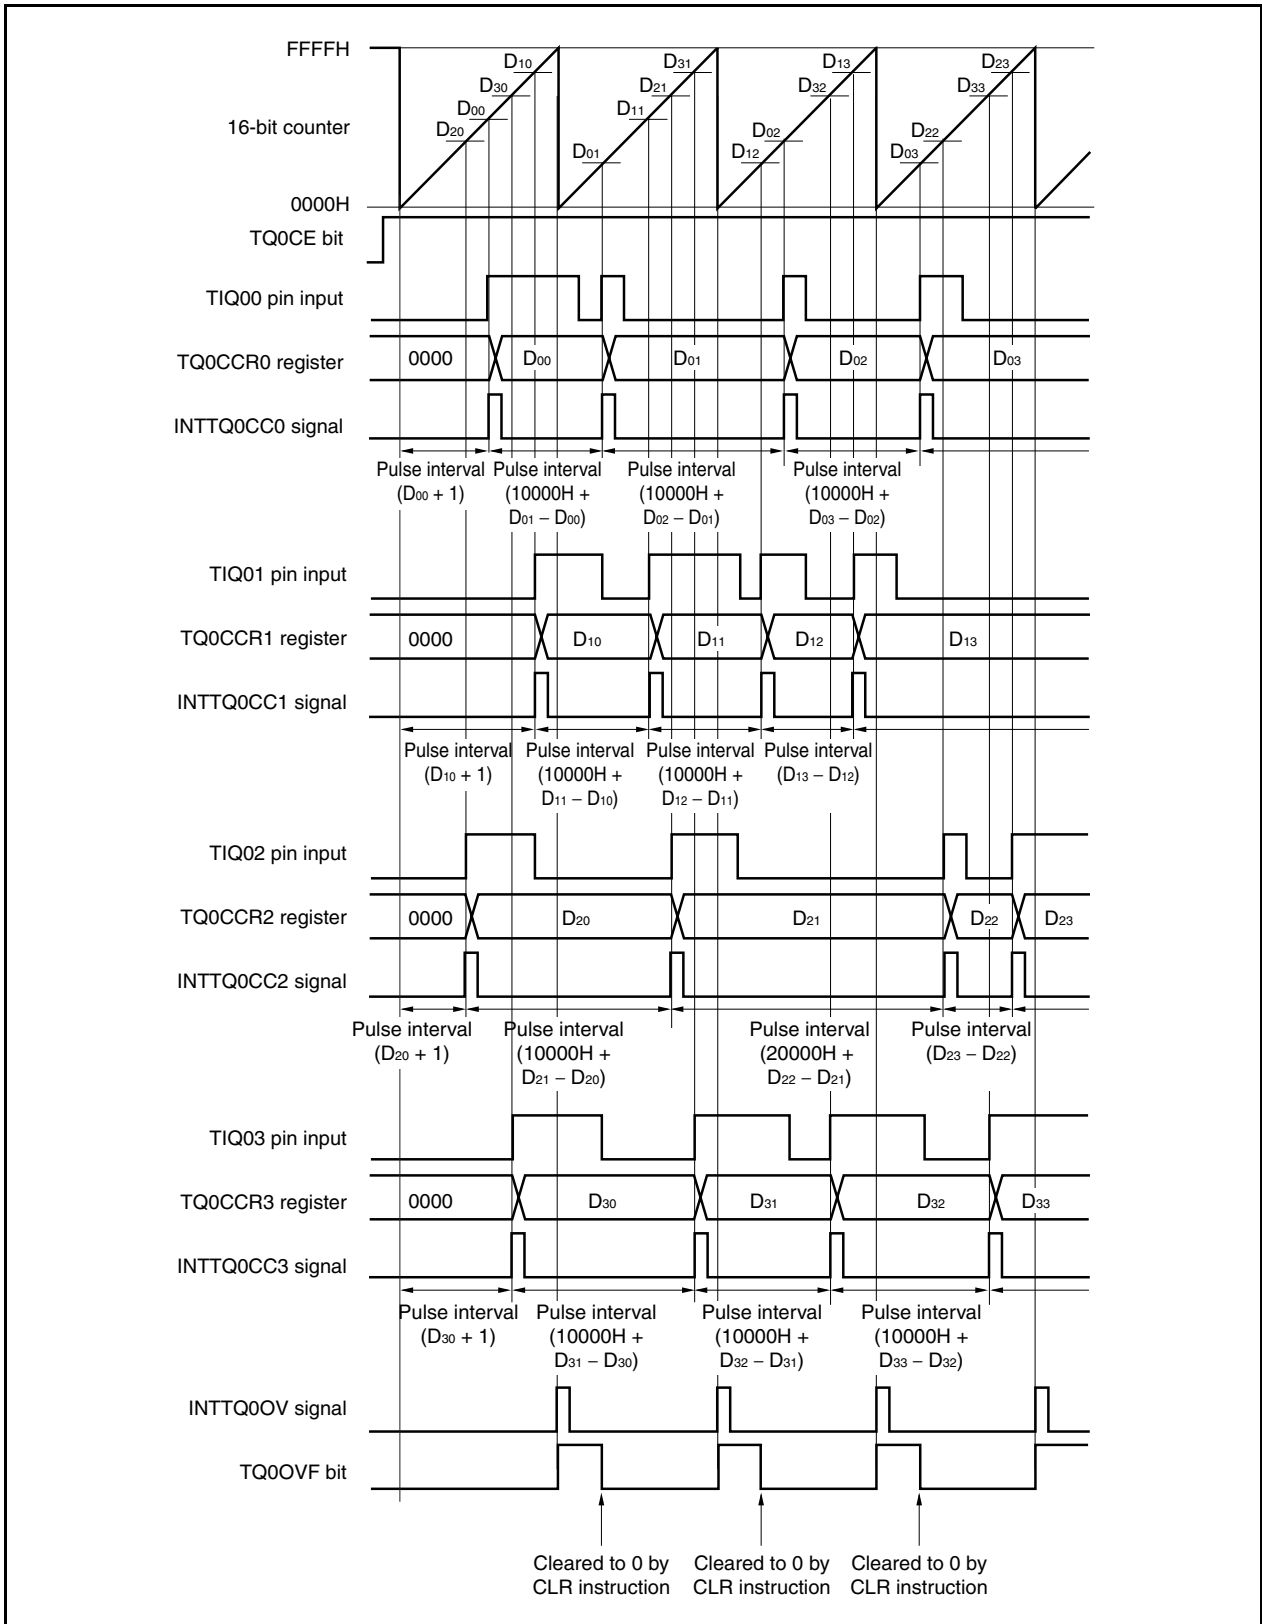 FFFFH
D10
D31
D13
D23
D30
D21
D32
D33
D00
D11
16-bit counter
D20
D02
D22
D01
D12
D03
0000H
TQ0CE bit
TIQ00 pin input
TQ0CCR0 register
0000
D00
D01
D02
D03
INTTQ0CC0 signal
Pulse interval
(D00 + 1)
Pulse interval
(10000H +
D01 – D00)
Pulse interval
(10000H +
D02 – D01)
Pulse interval
(10000H +
D03 – D02)
TIQ01 pin input
TQ0CCR1 register
0000
D10
D11
D12
D13
INTTQ0CC1 signal
Pulse interval
(D10 + 1)
Pulse interval
(10000H +
D11 – D10)
Pulse interval
(10000H +
D12 – D11)
Pulse interval
(D13 – D12)
TIQ02 pin input
TQ0CCR2 register
0000
D20
D21
D22
D23
INTTQ0CC2 signal
Pulse interval
(D20 + 1)
Pulse interval
(10000H +
D21 – D20)
Pulse interval
(20000H +
D22 – D21)
Pulse interval
(D23 – D22)
TIQ03 pin input
TQ0CCR3 register
0000
D30
D31
D32
D33
INTTQ0CC3 signal
Pulse interval
(D30 + 1)
Pulse interval
(10000H +
D31 – D30)
Pulse interval
(10000H +
D32 – D31)
Pulse interval
(10000H +
D33 – D32)
INTTQ0OV signal
TQ0OVF bit
Cleared to 0 by
CLR instruction
Cleared to 0 by
CLR instruction
Cleared to 0 by
CLR instruction